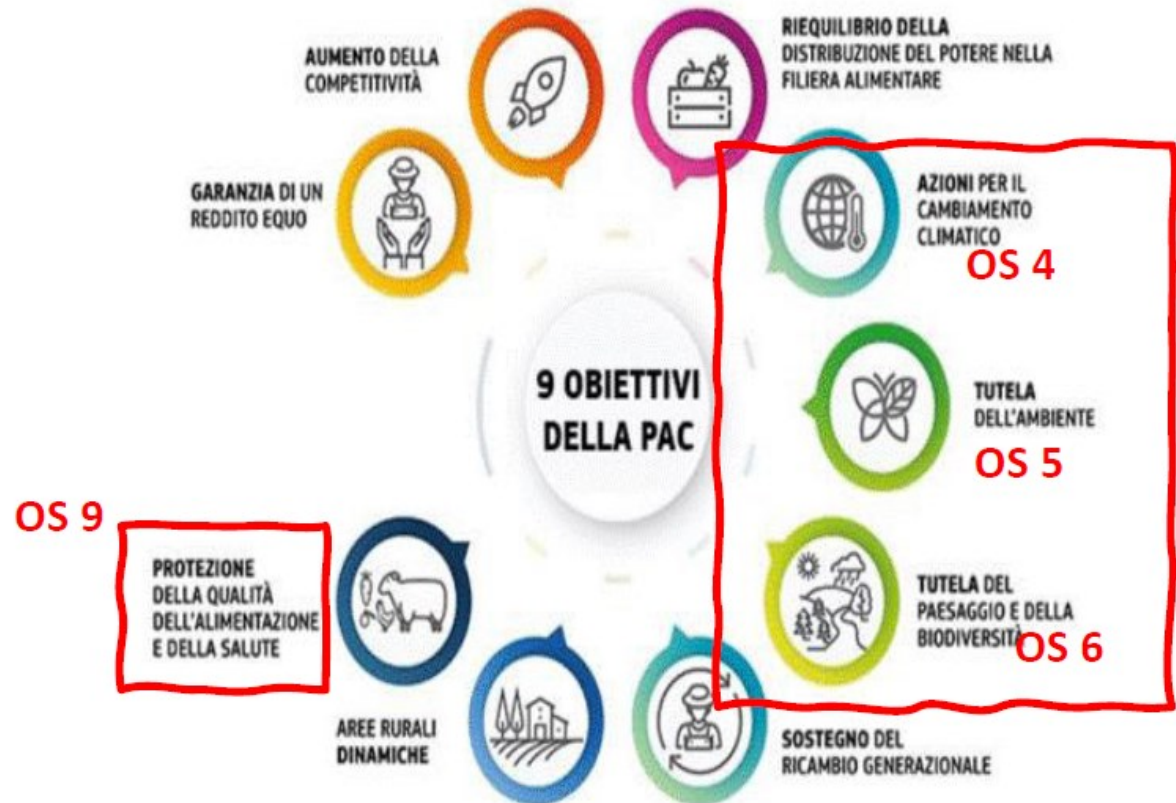 AUMENTO DELLA
COMPETITIVITÀ
RIEQUILIBRIO DELLA
DISTRIBUZIONE DEL POTERE NELLA
FILIERA ALIMENTARE
GARANZIA DI UN
REDDITO EQUO
AZIONI PER IL
CAMBIAMENTO
CLIMATICO
OS 4
9 OBIETTIVI
DELLA PAC
TUTELA
DELL'AMBIENTE
OS 5
OS 9
PROTEZIONE
DELLA QUALITÀ
DELL'ALIMENTAZIONE
E DELLA SALUTE
TUTELA DEL
PAESAGGIO E DELLA
BIODIVERSITÀ
OS 6
AREE RURALI
DINAMICHE
SOSTEGNO DEL
RICAMBIO GENERAZIONALE